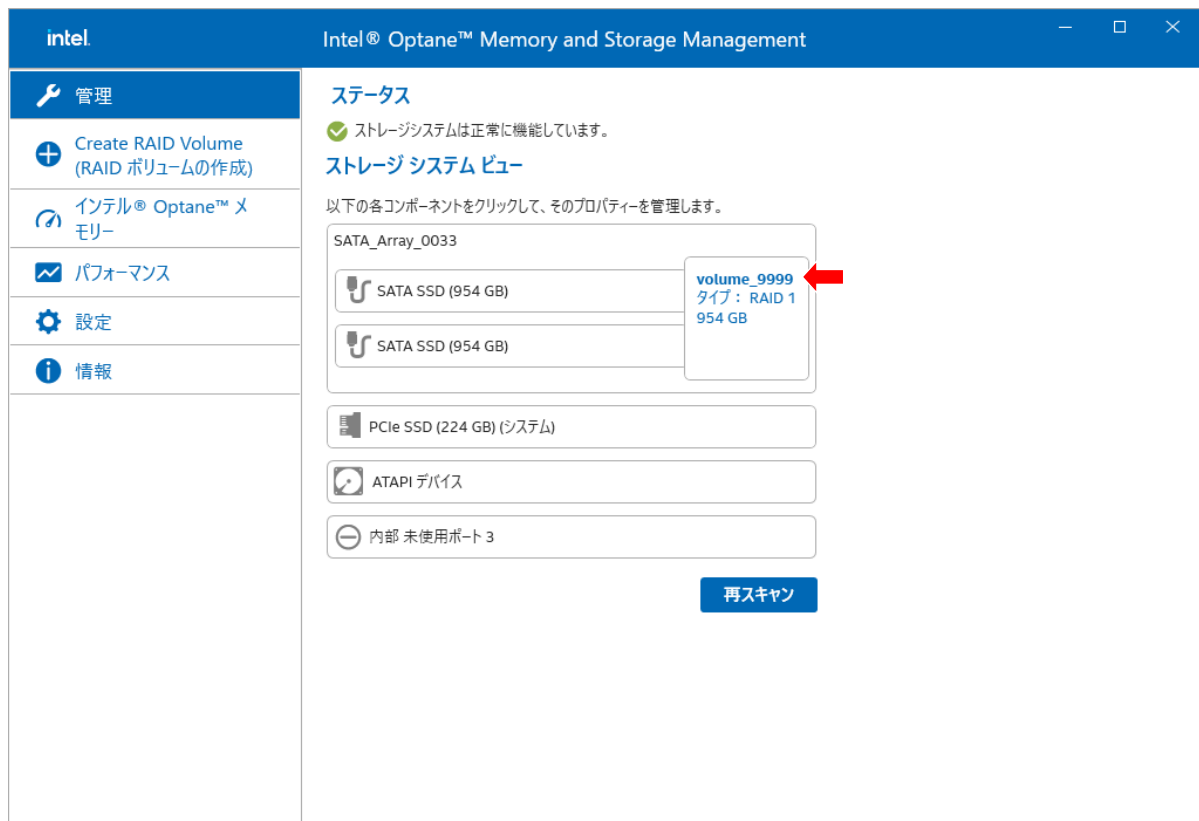 intel.
Intel® Optane™ Memory and Storage Management
管理
Create RAID Volume
(RAID ボリュームの作成)
インテル® Optane™ メ
モリー
パフォーマンス
設定
情報
ステータス
ストレージシステムは正常に機能しています。
ストレージ システム ビュー
以下の各コンポーネントをクリックして、そのプロパティーを管理します。
SATA_Array_0033
SATA SSD (954 GB)
SATA SSD (954 GB)
volume_9999
タイプ： RAID 1
954 GB
PCIe SSD (224 GB) (システム)
ATAPI デバイス
内部 未使用ポート 3
再スキャン